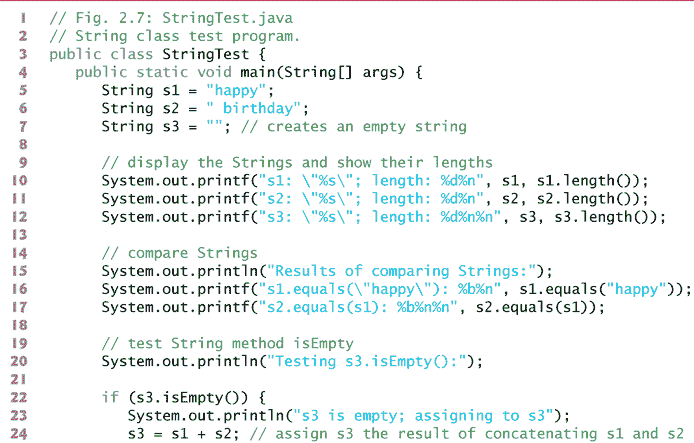 1 // Fig. 2.7: StringTest.java
2 // String class test program.
3 public class StringTest {
4 public static void main(String[] args) {
5 String s1 = "happy";
6 String s2 = " birthday";
7 String s3 = ""; // creates an empty string
8
9 // display the Strings and show their lengths
10 System.out.printf("s1: \"%s\"; length: %d%n", s1, s1.length());
11 System.out.printf("s2: \"%s\"; length: %d%n", s2, s2.length());
12 System.out.printf("s3: \"%s\"; length: %d%n%n", s3, s3.length());
13
14 // compare Strings
15 System.out.println("Results of comparing Strings:");
16 System.out.printf("s1.equals(\"happy\"): %b%n", s1.equals("happy"));
17 System.out.printf("s2.equals(s1): %b%n%n", s2.equals(s1));
18
19 // test String method isEmpty
20 System.out.println("Testing s3.isEmpty():");
21
22 if (s3.isEmpty()) {
23 System.out.println("s3 is empty; assigning to s3");
24 s3 = s1 + s2; // assign s3 the result of concatenating s1 and s2